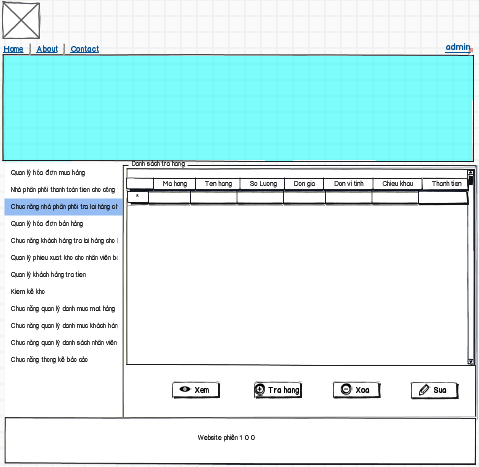 Home | About | Contact
admin
Danh sách tra hang
Quan lý hóa đơn mua hàng
Nhà phân phôi thanh toán tien cho công
Chuc năng nhà phân phôi tra lai hàng ch
Quan lý hóa đơn bán hàng
Chuc năng khách hàng tra lai hàng cho
Quan lý phieu xuat kho cho nhân viên bá
Quan lý khách hàng tra tien
Kiem kê kho
Chuc năng quan lý danh muc mat hàng
Chuc năng quan lý danh muc khách hàn
Chuc năng quan lý danh sách nhân viên
Chuc năng thong kê báo cáo
Ma hang Ten hang So Luong Don gia Don vi tinh Chieu khau Thanh tien
*
Xem Tra hang Xoa Sua
Website phiên 1 0 0